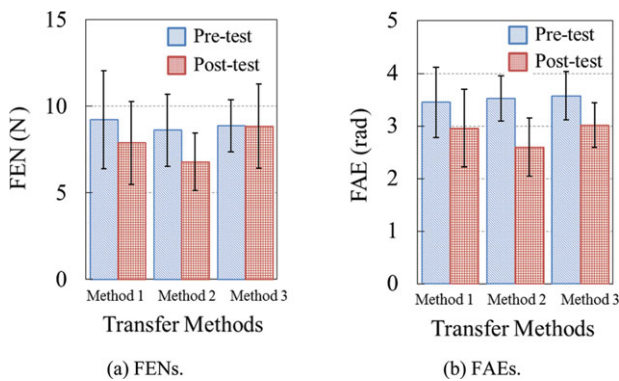 15
10
5
0
FEN (N)
Pre-test
Post-test
Method 1 Method 2 Method 3
Transfer Methods
(a) FENs.
5
4
3
2
1
0
FAE (rad)
Pre-test
Post-test
Method 1 Method 2 Method 3
Transfer Methods
(b) FAEs.